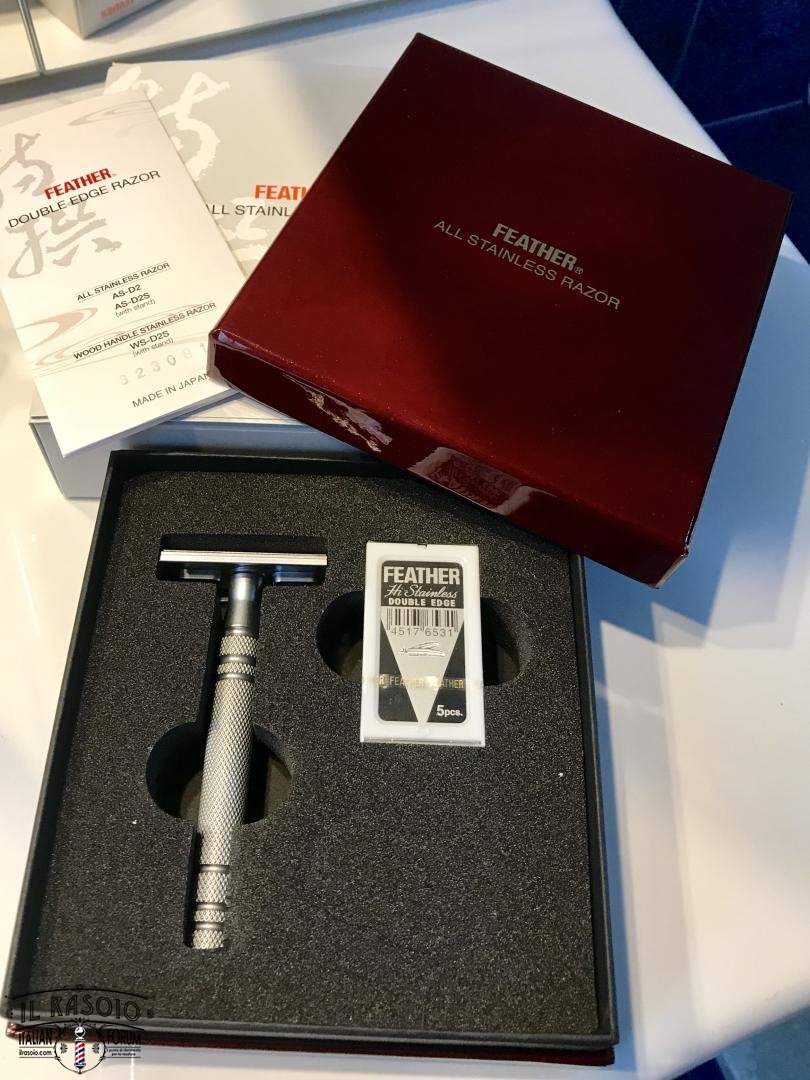 FEATHER®
DOUBLE EDGE RAZOR
ALL STAINLESS RAZOR
AS-D2
AS-D2S
(with stand)
WOOD HANDLE STAINLESS RAZOR
WS-D2S
(with stand)
323081
MADE IN JAPAN
FEATHER®
ALL STAINLESS RAZOR
FEATHER
Hi Stainless
DOUBLE EDGE
4517 6531
FEATHER
5pcs.
IL RASOIO
ITALIAN FORUM
ilrasoio.com